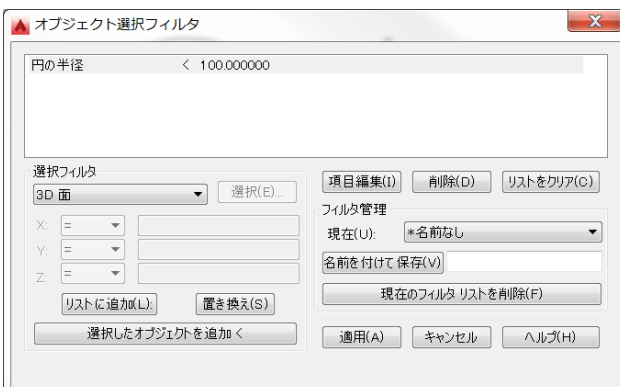 オブジェクト選択フィルタ
円の半径 < 100.000000
選択フィルタ
3D 面
選択(E)...
X: =
Y: =
Z: =
リストに追加(L):
置き換え(S)
選択したオブジェクトを追加 <
項目編集(I)
削除(D)
リストをクリア(C)
フィルタ管理
現在(U):
*名前なし
名前を付けて保存(V)
現在のフィルタ リストを削除(F)
適用(A)
キャンセル
ヘルプ(H)